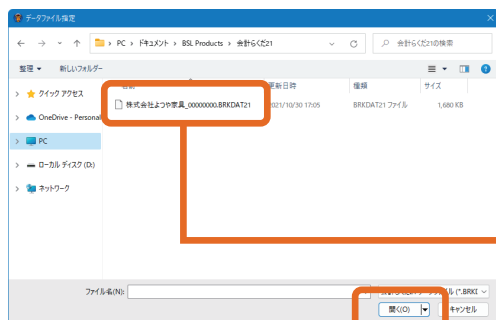 データファイル指定
PC › ドキュメント › BSL Products › 会計らくだ21
会計らくだ21の検索
整理 新しいフォルダー
更新日時 種類 サイズ
クイック アクセス
株式会社よつや家具_00000000.BRKDAT21 2021/10/30 17:05 BRKDAT21 ファイル 1,680 KB
OneDrive - Personal
PC
ローカル ディスク (D:)
ネットワーク
ファイル名(N):
(*.BRKI
開く(O) キャンセル